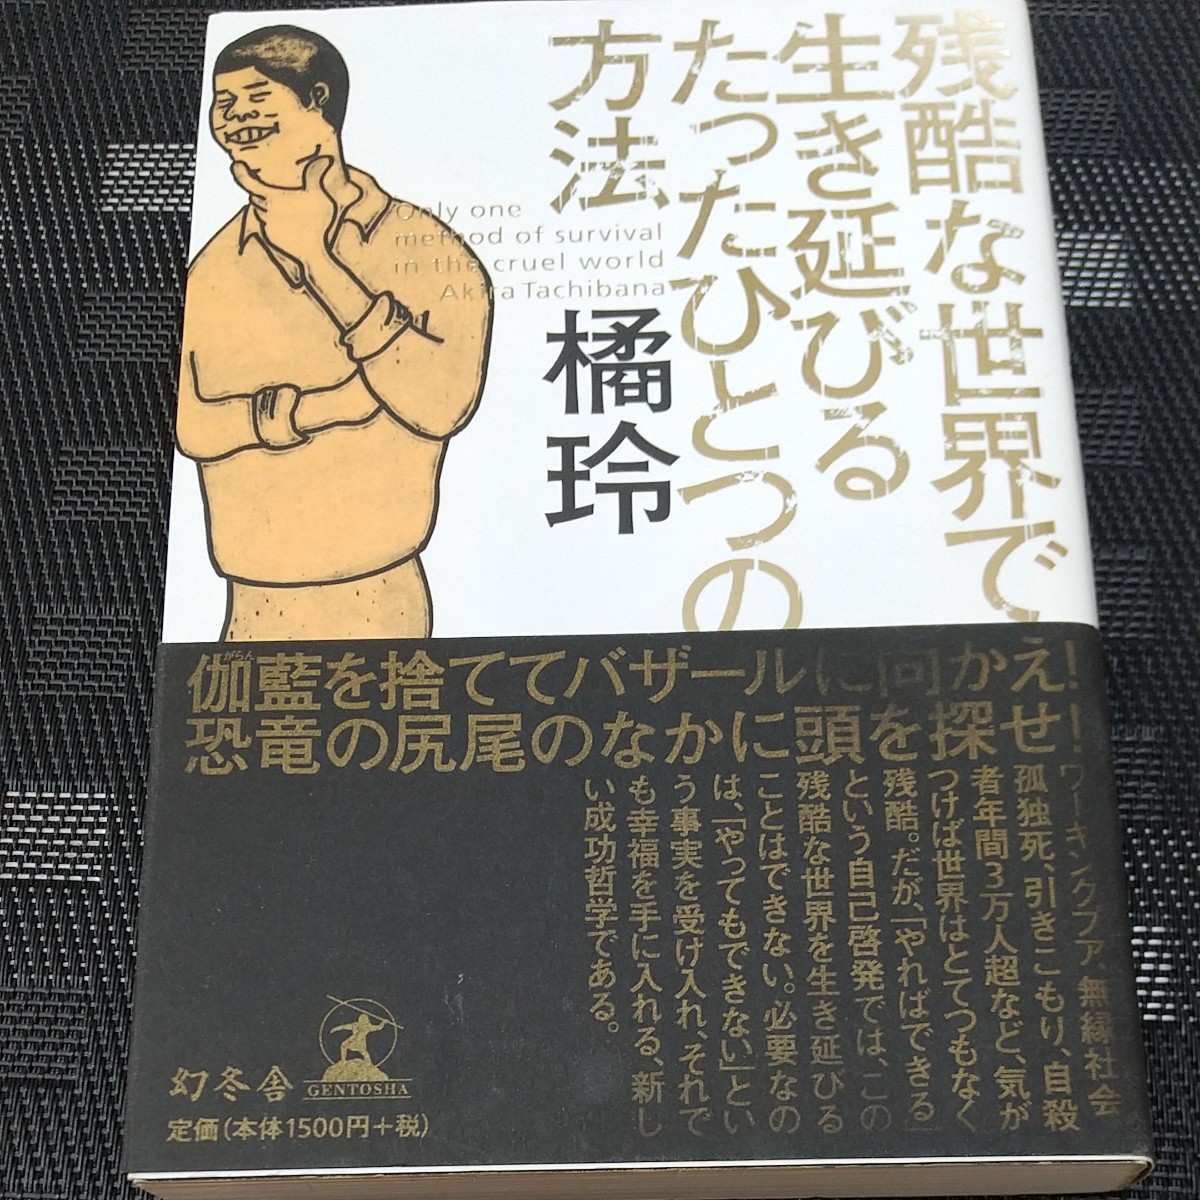 残酷な世界で
生き延びる
たったひとつの
方法
Only one
method of survival
in the cruel world
Akira Tachibana
橘玲
伽藍を捨ててバザールに向かえ!
がらん
恐竜の尻尾のなかに頭を探せ!
ワーキングプア、無縁社会
孤独死、引きこもり、自殺
者年間3万人超など、気が
つけば世界はとてつもなく
残酷。だが、「やればできる」
という自己啓発では、この
残酷な世界を生き延びる
ことはできない。必要なの
は、「やってもできない」とい
う事実を受け入れ、それで
も幸福を手に入れる、新し
い成功哲学である。
幻冬舎
GENTOSHA
定価(本体1500円+税)